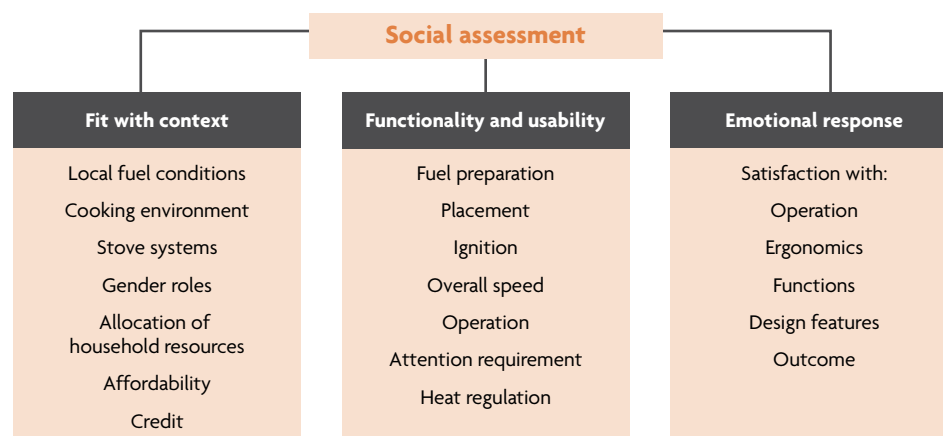 Social assessment
Fit with context
Local fuel conditions
Cooking environment
Stove systems
Gender roles
Allocation of
household resources
Affordability
Credit
Functionality and usability
Fuel preparation
Placement
Ignition
Overall speed
Operation
Attention requirement
Heat regulation
Emotional response
Satisfaction with:
Operation
Ergonomics
Functions
Design features
Outcome